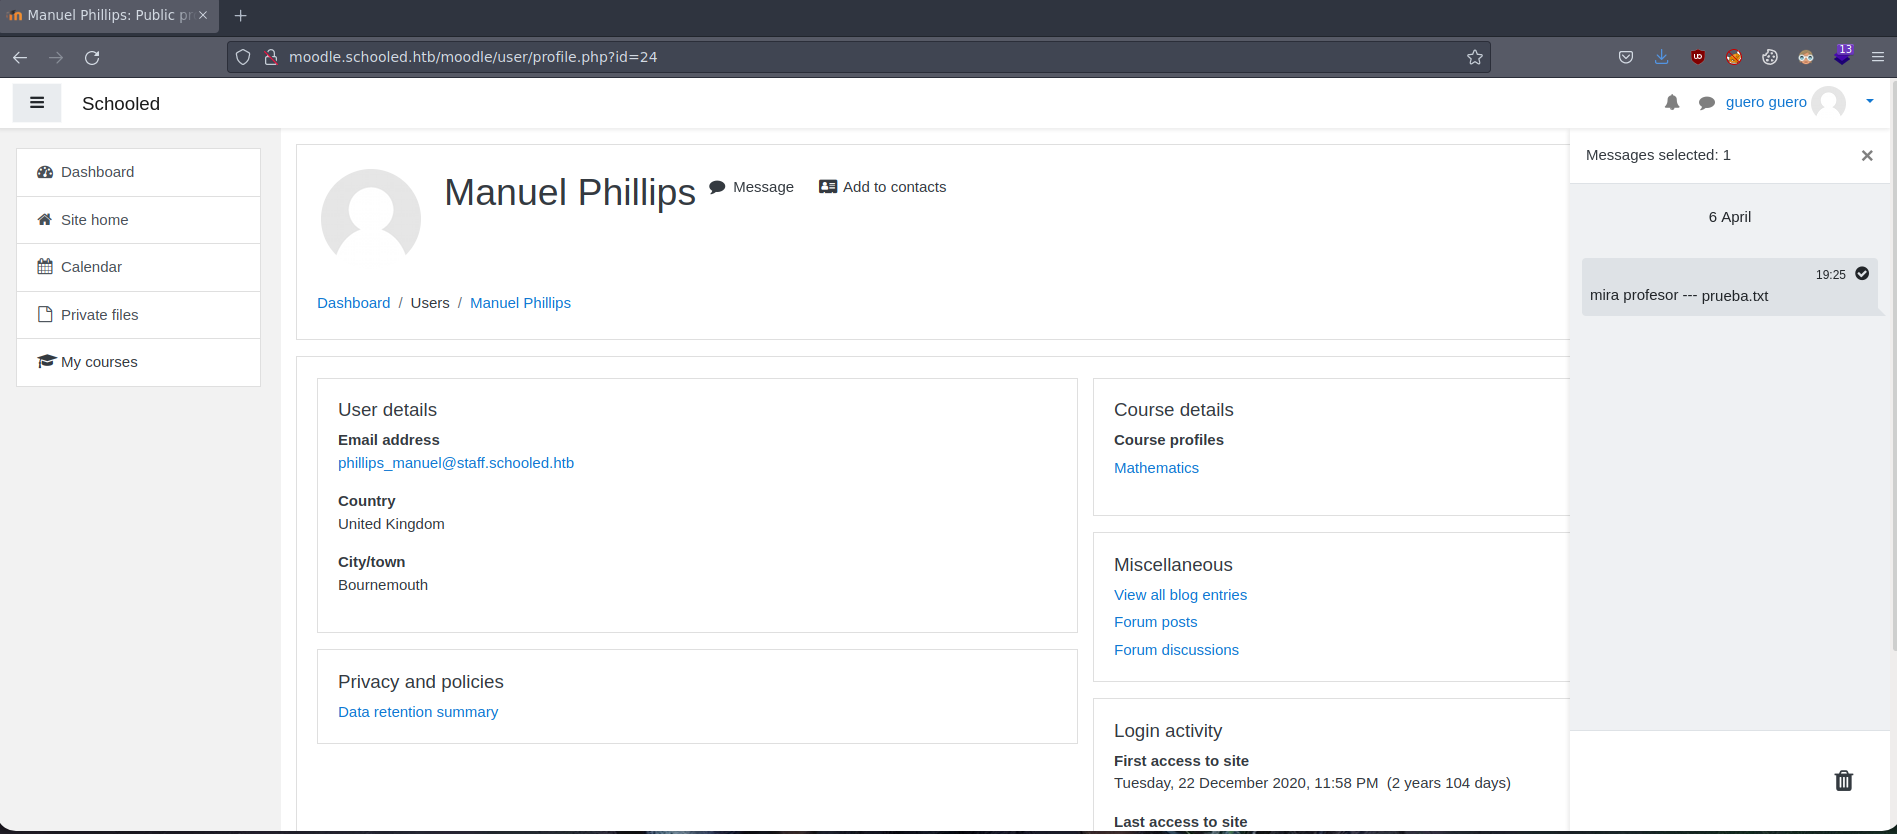 Manuel Phillips: Public pr
moodle.schooled.htb/moodle/user/profile.php?id=24
13
Schooled
guero guero
Dashboard
Site home
Calendar
Private files
My courses
Manuel Phillips
Message
Add to contacts
Dashboard / Users / Manuel Phillips
User details
Email address
phillips_manuel@staff.schooled.htb
Country
United Kingdom
City/town
Bournemouth
Privacy and policies
Data retention summary
Course details
Course profiles
Mathematics
Miscellaneous
View all blog entries
Forum posts
Forum discussions
Login activity
First access to site
Tuesday, 22 December 2020, 11:58 PM (2 years 104 days)
Last access to site
Messages selected: 1
6 April
19:25
mira profesor --- prueba.txt